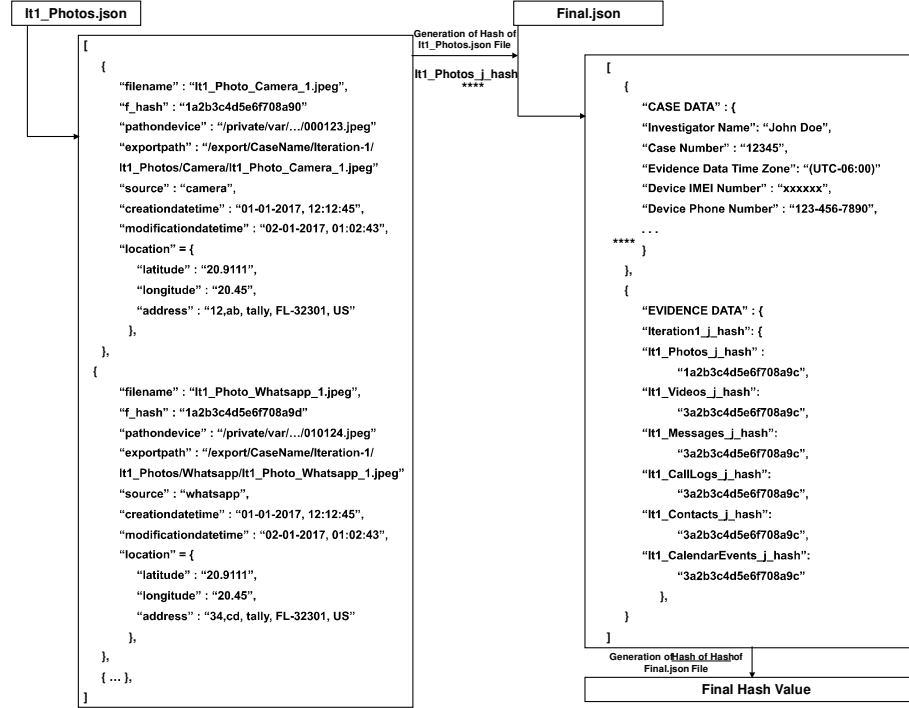 It1_Photos.json
[
{
“filename” : “It1_Photo_Camera_1.jpeg”,
“f_hash” : “1a2b3c4d5e6f708a90”
“pathondevice” : “/private/var/…/000123.jpeg”
“exportpath” : “/export/CaseName/Iteration-1/
It1_Photos/Camera/It1_Photo_Camera_1.jpeg”
“source” : “camera”,
“creationdatetime” : “01-01-2017, 12:12:45”,
“modificationdatetime” : “02-01-2017, 01:02:43”,
“location” = {
“latitude” : “20.9111”,
“longitude” : “20.45”,
“address” : “12,ab, tally, FL-32301, US”
},
},
{
“filename” : “It1_Photo_Whatsapp_1.jpeg”,
“f_hash” : “1a2b3c4d5e6f708a9d”
“pathondevice” : “/private/var/…/010124.jpeg”
“exportpath” : “/export/CaseName/Iteration-1/
It1_Photos/Whatsapp/It1_Photo_Whatsapp_1.jpeg”
“source” : “whatsapp”,
“creationdatetime” : “01-01-2017, 12:12:45”,
“modificationdatetime” : “02-01-2017, 01:02:43”,
“location” = {
“latitude” : “20.9111”,
“longitude” : “20.45”,
“address” : “34,cd, tally, FL-32301, US”
},
},
{ … },
]
Generation of Hash of
It1_Photos.json File
It1_Photos_j_hash
****
Final.json
[
{
“CASE DATA” : {
“Investigator Name”: “John Doe”,
“Case Number” : “12345”,
“Evidence Data Time Zone”: “(UTC-06:00)”
“Device IMEI Number” : “xxxxxx”,
“Device Phone Number” : “123-456-7890”,
. . .
****
}
},
{
“EVIDENCE DATA” : {
“Iteration1_j_hash”: {
“It1_Photos_j_hash” :
“1a2b3c4d5e6f708a9c”,
“It1_Videos_j_hash”:
“3a2b3c4d5e6f708a9c”,
“It1_Messages_j_hash”:
“3a2b3c4d5e6f708a9c”,
“It1_CallLogs_j_hash”:
“3a2b3c4d5e6f708a9c”,
“It1_Contacts_j_hash”:
“3a2b3c4d5e6f708a9c”,
“It1_CalendarEvents_j_hash”:
“3a2b3c4d5e6f708a9c”
},
}
]
Generation of Hash of Hash of
Final.json File
Final Hash Value